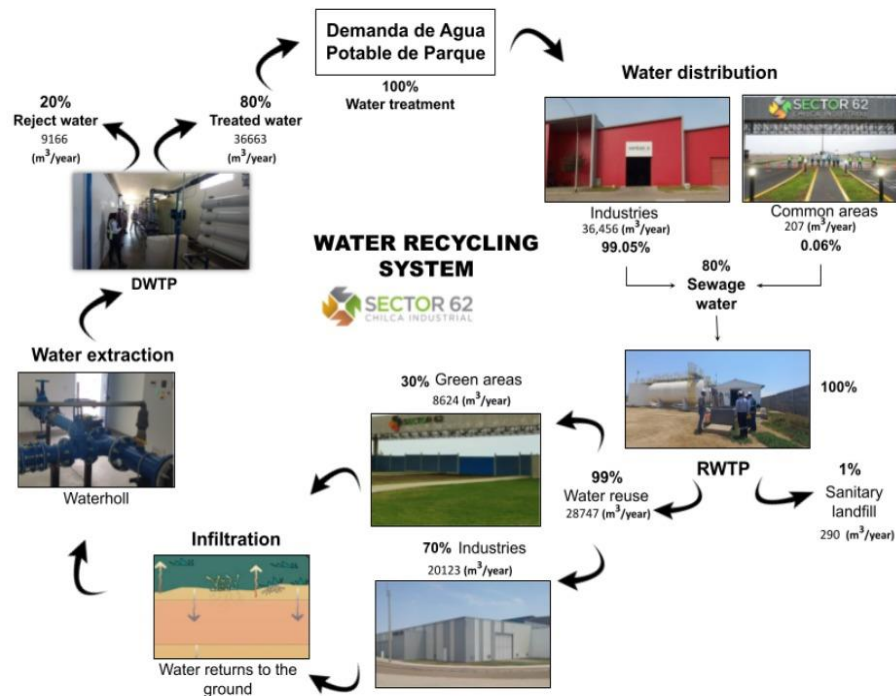 Demanda de Agua
Potable de Parque
100%
Water treatment
20%
Reject water
9166
(m³/year)
80%
Treated water
36663
(m³/year)
DWTP
Water distribution
SECTOR 62
Industries
36,456 (m³/year)
99.05%
Common areas
207 (m³/year)
0.06%
80%
Sewage
water
WATER RECYCLING
SYSTEM
SECTOR 62
CHILCA INDUSTRIAL
Water extraction
Waterholl
100%
RWTP
1%
Sanitary
landfill
290 (m³/year)
99%
Water reuse
28747 (m³/year)
30% Green areas
8624 (m³/year)
70% Industries
20123 (m³/year)
Infiltration
Water returns to the
ground